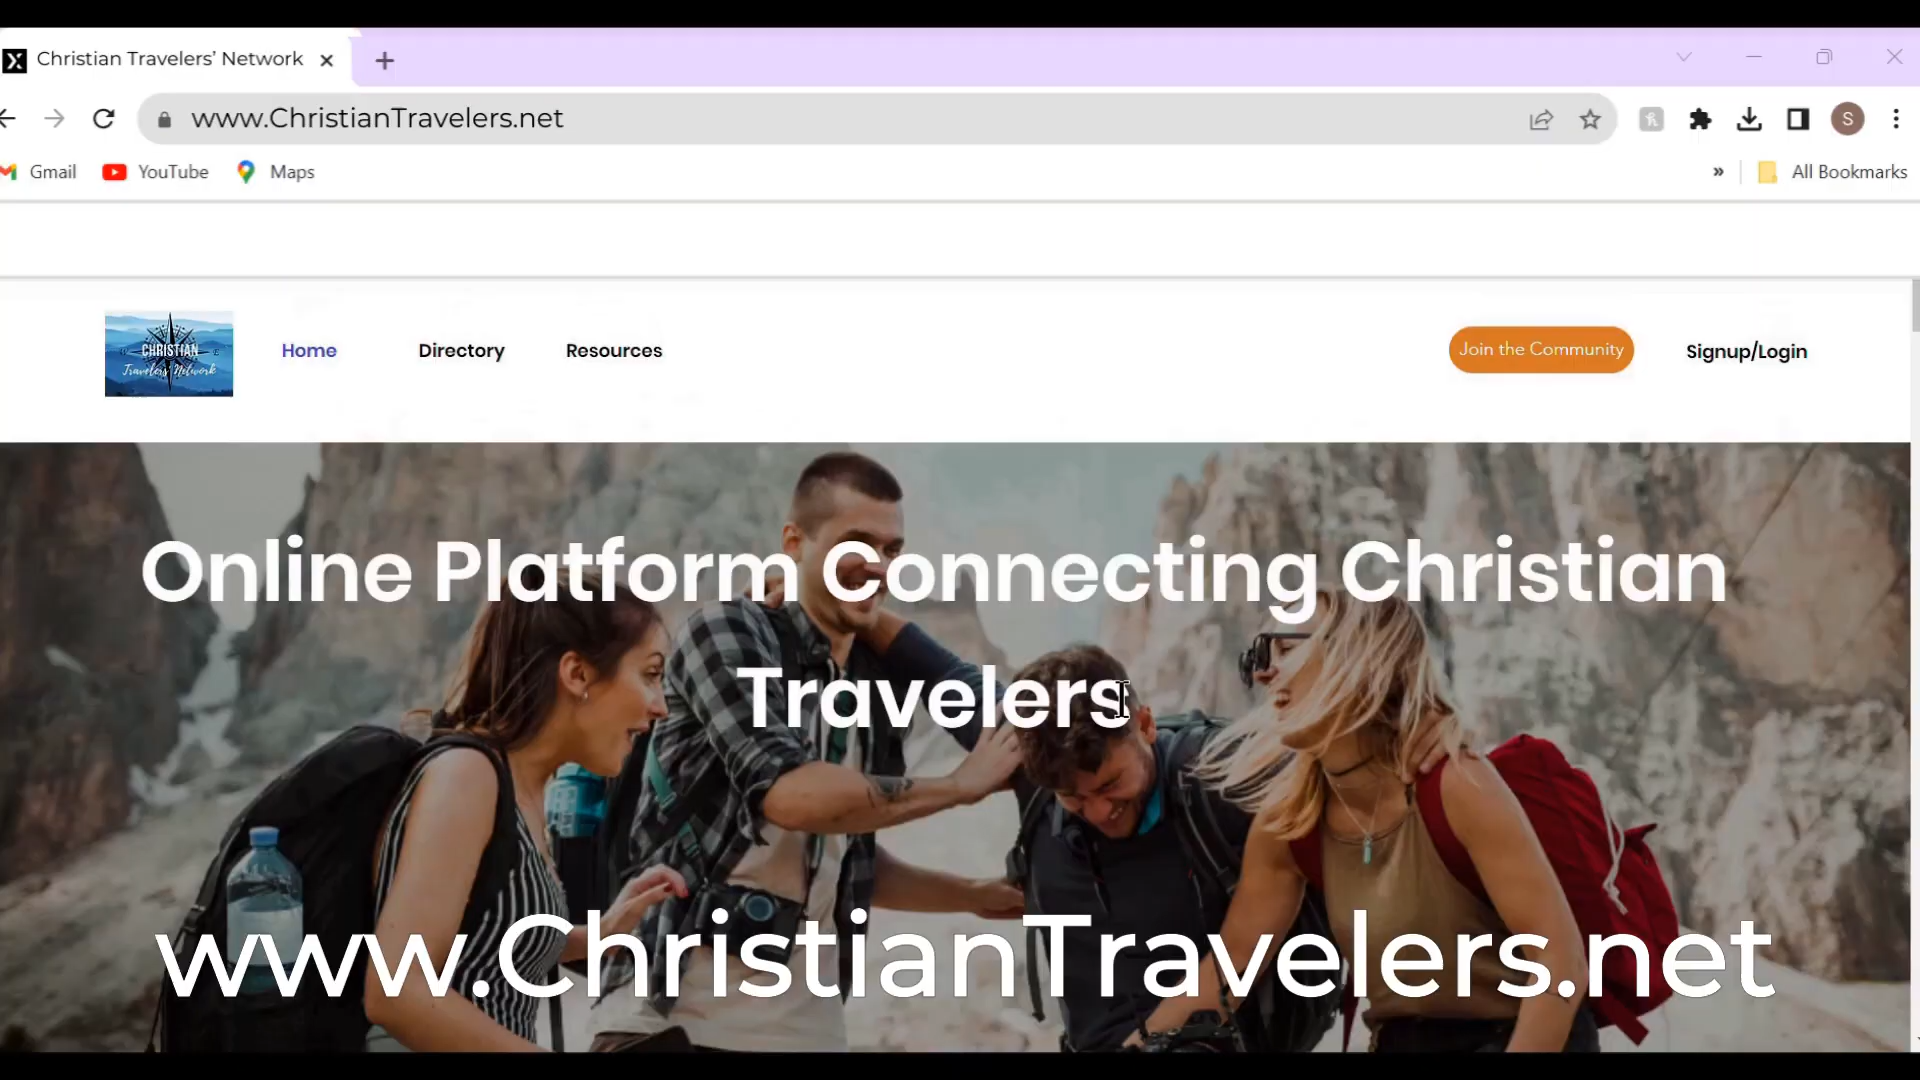 Christian Travelers’ Network
www.ChristianTravelers.net
S
Gmail YouTube Maps » All Bookmarks
CHRISTIAN
Travelers' Network
Home Directory Resources Join the Community Signup/Login
Online Platform Connecting Christian
Travelers
www.ChristianTravelers.net